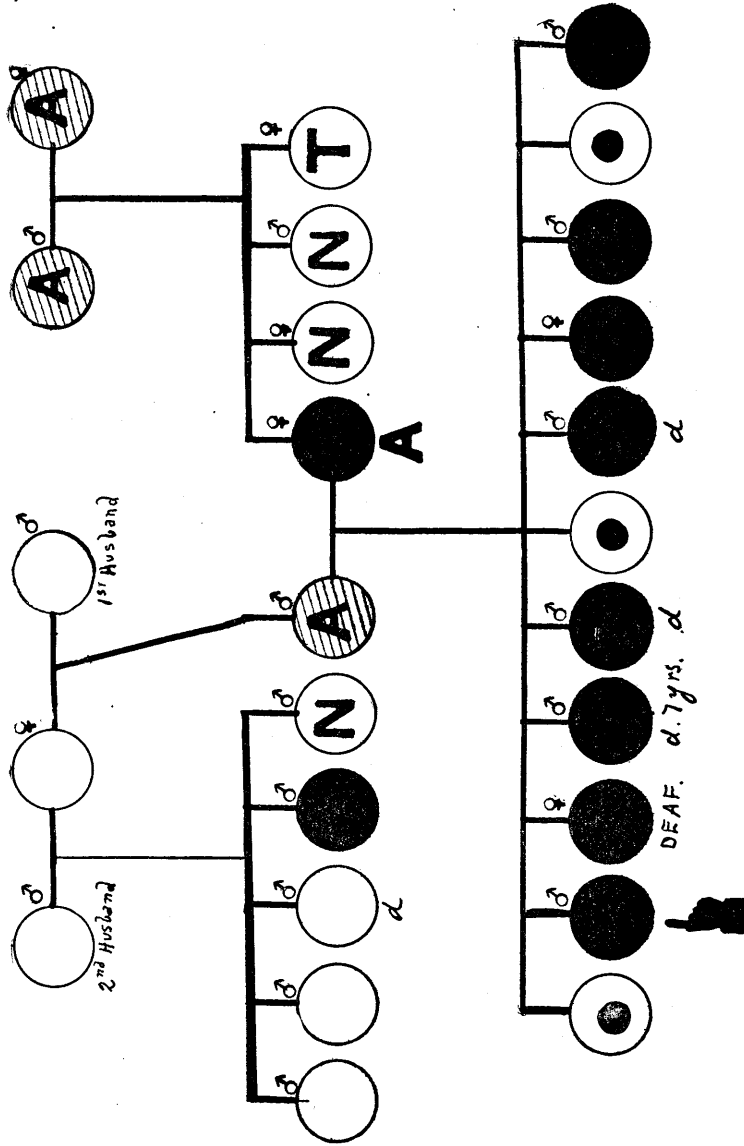 A A
2nd Husband
1st Husband
N A N N T
d
A
DEAF.
d. 7 yrs.
d
d